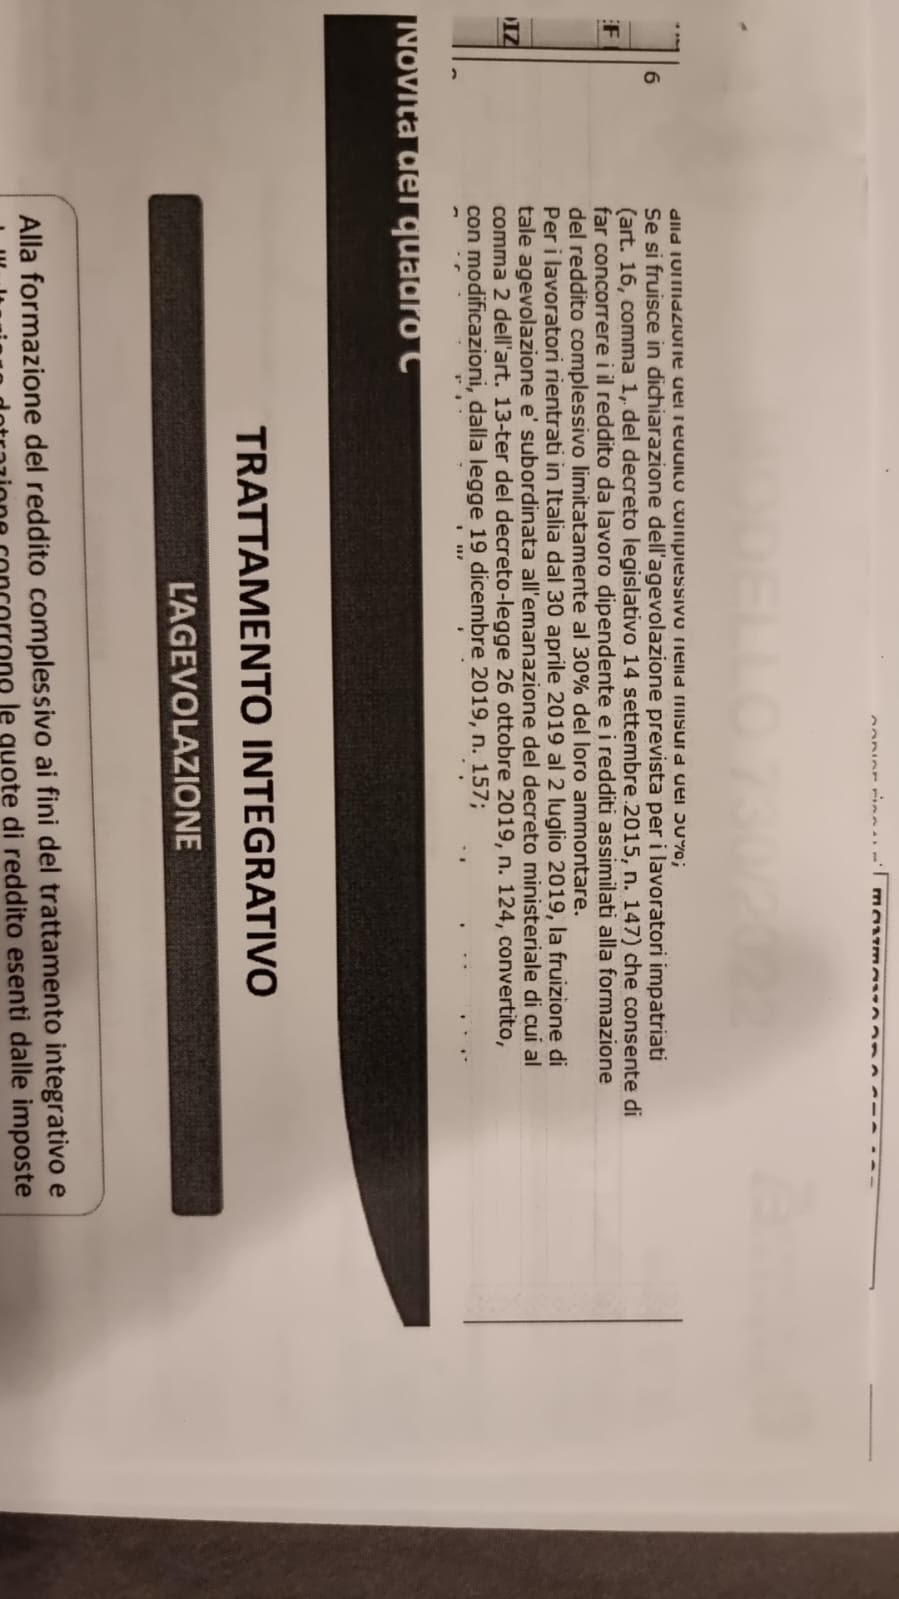 MODELLO 730/2022
alla formazione del reddito complessivo nella misura del 50%;
6
Se si fruisce in dichiarazione dell'agevolazione prevista per i lavoratori impatriati
(art. 16, comma 1, del decreto legislativo 14 settembre 2015, n. 147) che consente di
far concorrere i il reddito da lavoro dipendente e i redditi assimilati alla formazione
del reddito complessivo limitatamente al 30% del loro ammontare.
Per i lavoratori rientrati in Italia dal 30 aprile 2019 al 2 luglio 2019, la fruizione di
tale agevolazione e' subordinata all'emanazione del decreto ministeriale di cui al
comma 2 dell'art. 13-ter del decreto-legge 26 ottobre 2019, n. 124, convertito,
con modificazioni, dalla legge 19 dicembre 2019, n. 157;
Novità del quadro C
TRATTAMENTO INTEGRATIVO
L'AGEVOLAZIONE
Alla formazione del reddito complessivo ai fini del trattamento integrativo e
dell'ulteriore detrazione concorrono le quote di reddito esenti dalle imposte